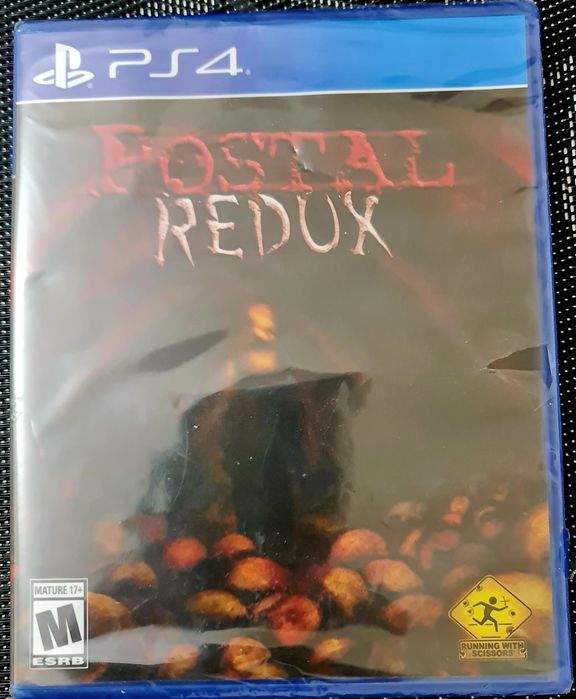 PS4
POSTAL
REDUX
MATURE 17+
M
ESRB
RUNNING WITH
SCISSORS